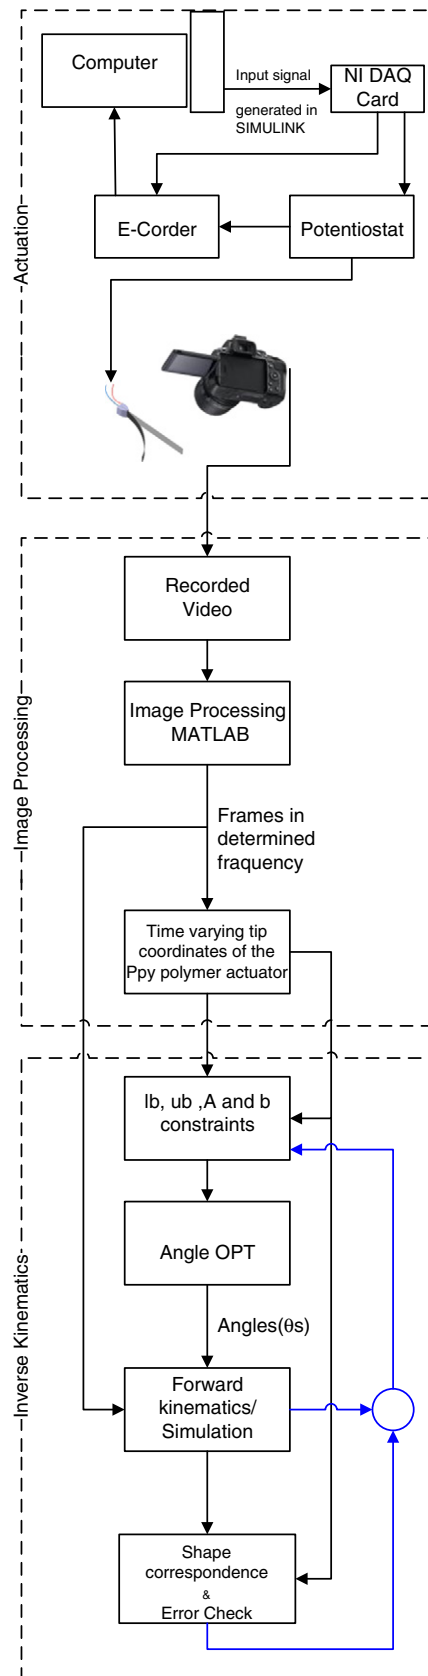 Computer
Input signal
generated in
SIMULINK
NI DAQ
Card
E-Corder
Potentiostat
Actuation
Recorded
Video
Image Processing
MATLAB
Frames in
determined
fraquency
Image Processing
Time varying tip
coordinates of the
Ppy polymer actuator
lb, ub ,A and b
constraints
Angle OPT
Angles(θs)
Inverse Kinematics
Forward
kinematics/
Simulation
Shape
correspondence
&
Error Check